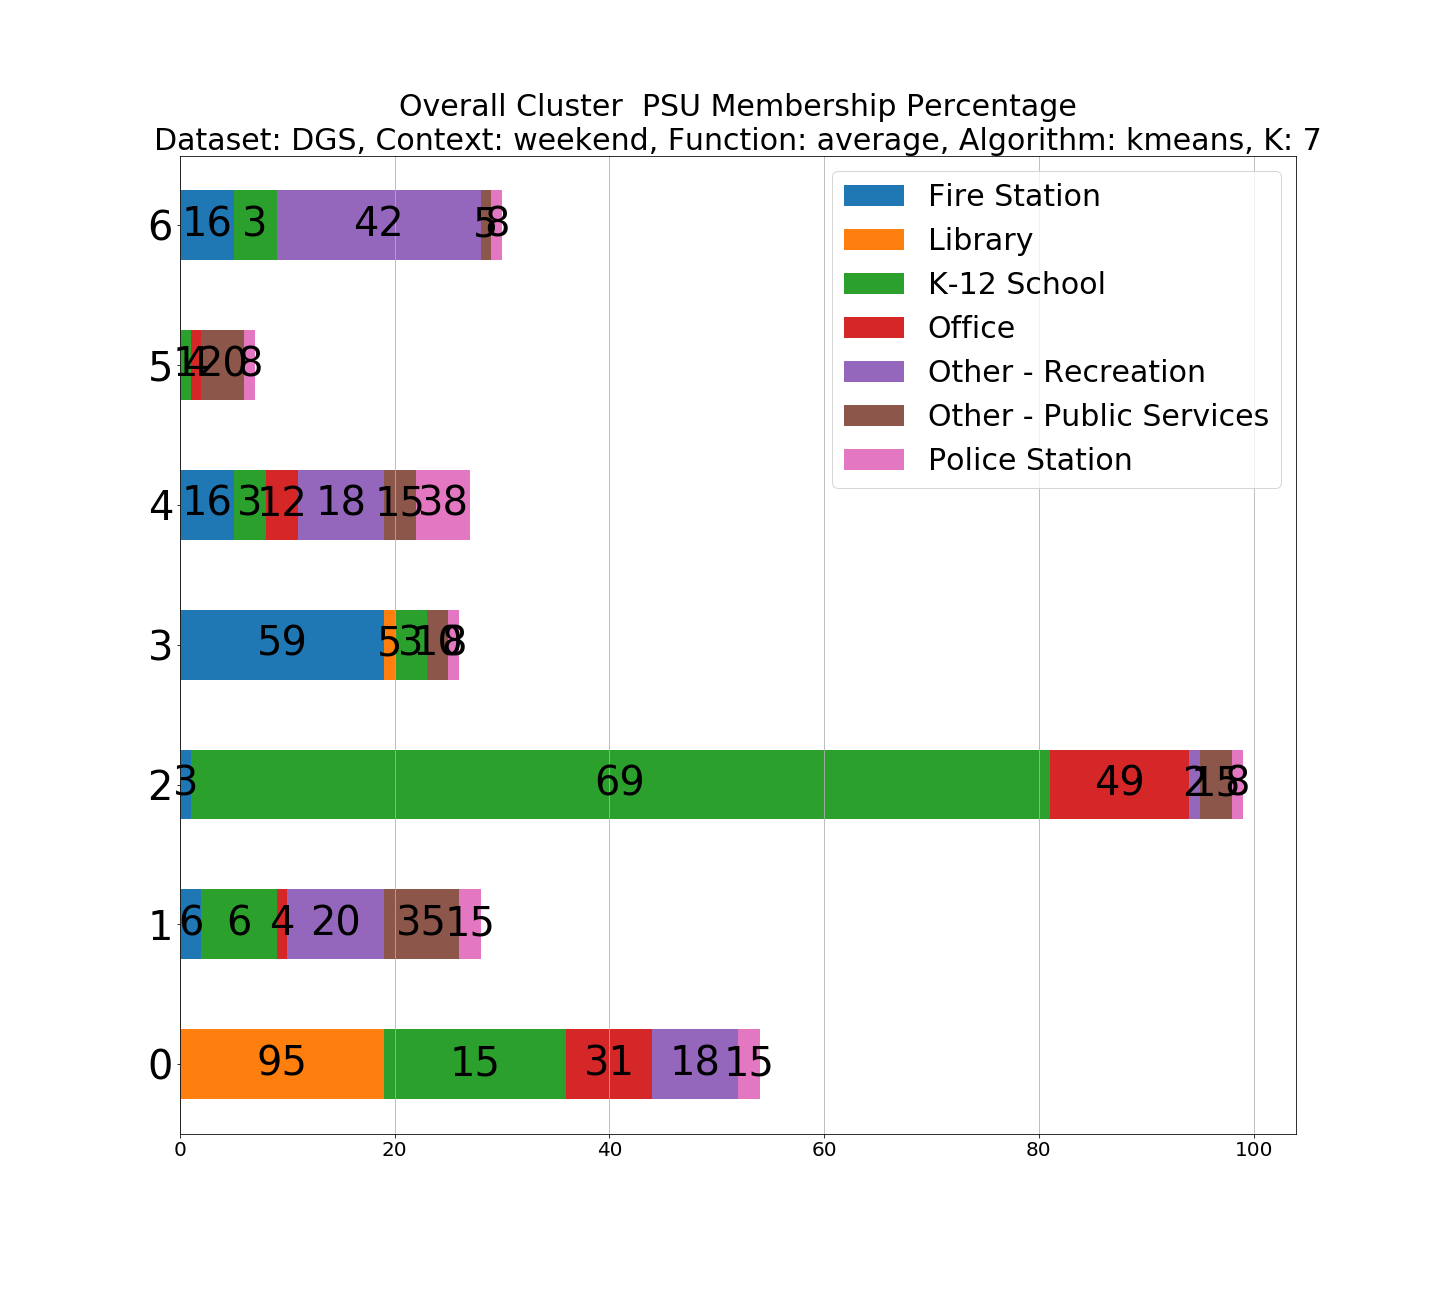 Overall Cluster  PSU Membership Percentage
Dataset: DGS, Context: weekend, Function: average, Algorithm: kmeans, K: 7
Fire Station
Library
K-12 School
Office
Other - Recreation
Other - Public Services
Police Station
6 16 3 42 5 8
5 1 4 20 8
4 16 3 12 18 15 38
3 59 5 3 10 8
2 3 69 49 2 15 8
1 6 6 4 20 35 15
0 95 15 31 18 15
0 20 40 60 80 100